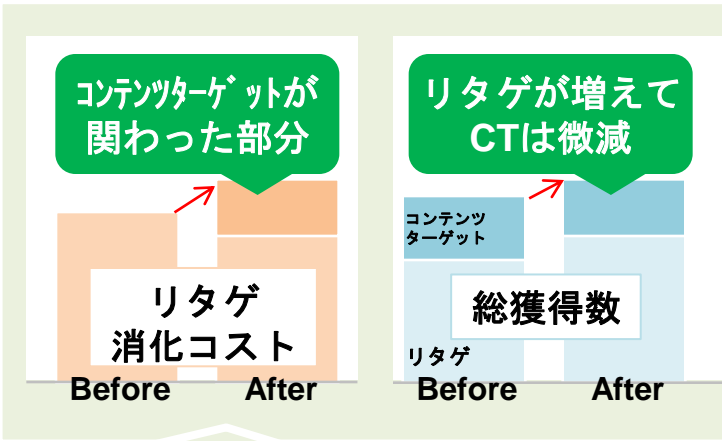 コンテンツターゲットが
関わった部分
リタゲ
消化コスト
Before
After
リタゲが増えて
CTは微減
コンテンツ
ターゲット
総獲得数
リタゲ
Before
After